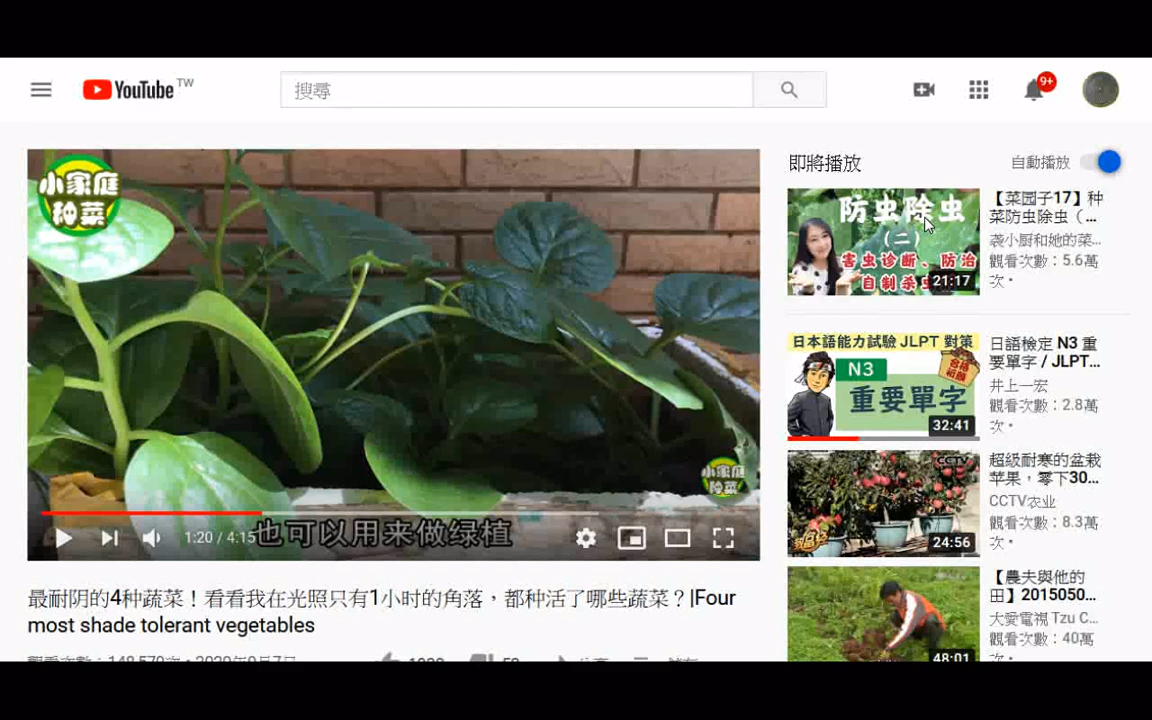 YouTube TW
搜尋
9+
小家庭
种菜
小家庭
种菜
也可以用来做绿植
1:20 / 4:15
最耐阴的4种蔬菜！看看我在光照只有1小时的角落，都种活了哪些蔬菜？|Four
most shade tolerant vegetables
即將播放
自動播放
防虫除虫
(二)
害虫诊断、防治
自制杀
21:17
【菜园子17】种
菜防虫除虫（...
袭小厨和她的菜...
觀看次數：5.6萬
次・
日本語能力試驗 JLPT 對策
N3
合格
祈願
重要單字
32:41
日語檢定 N3 重
要單字 / JLPT...
井上一宏
觀看次數：2.8萬
次・
CCTV
24:56
超級耐寒的盆栽
苹果，零下30...
CCTV农业
觀看次數：8.3萬
次・
48:01
【農夫與他的
田】2015050...
大愛電視 Tzu C...
觀看次數：40萬